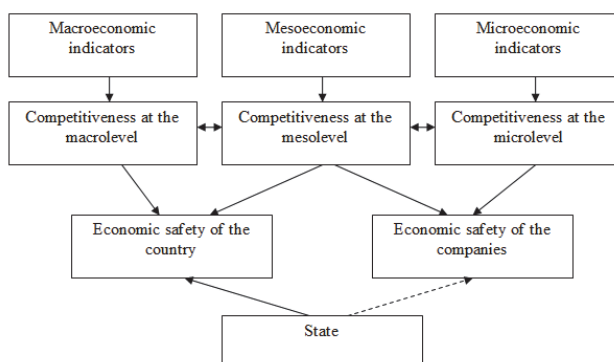 Macroeconomic
indicators
Mesoeconomic
indicators
Microeconomic
indicators
Competitiveness at the
macrolevel
Competitiveness at the
mesolevel
Competitiveness at the
microlevel
Economic safety of the
country
Economic safety of the
companies
State